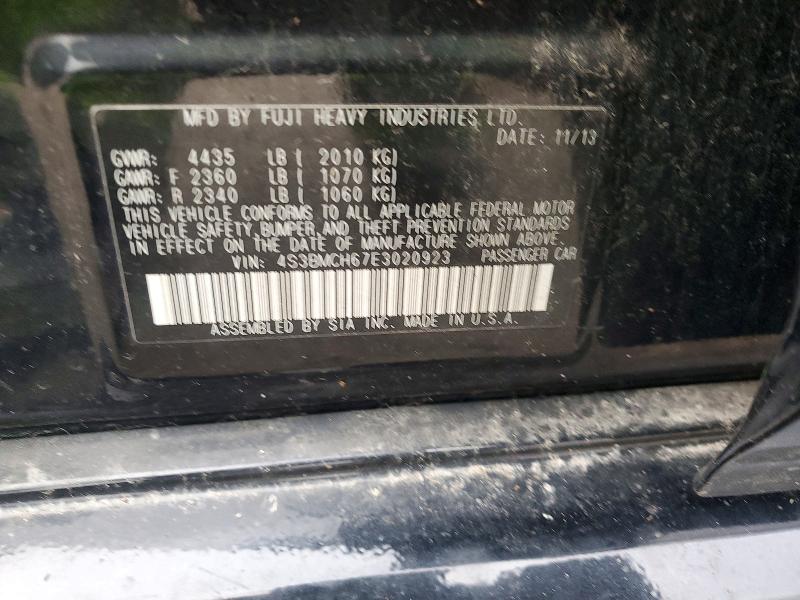 MFD BY FUJI HEAVY INDUSTRIES LTD.
DATE: 11/13
GVWR: 4435 LB ( 2010 KG)
GAWR: F 2360 LB ( 1070 KG)
GAWR: R 2340 LB ( 1060 KG)
THIS VEHICLE CONFORMS TO ALL APPLICABLE FEDERAL MOTOR
VEHICLE SAFETY, BUMPER, AND THEFT PREVENTION STANDARDS
IN EFFECT ON THE DATE OF MANUFACTURE SHOWN ABOVE.
VIN: 4S3BMCH67E3020923 PASSENGER CAR
ASSEMBLED BY SIA INC. MADE IN U.S.A.